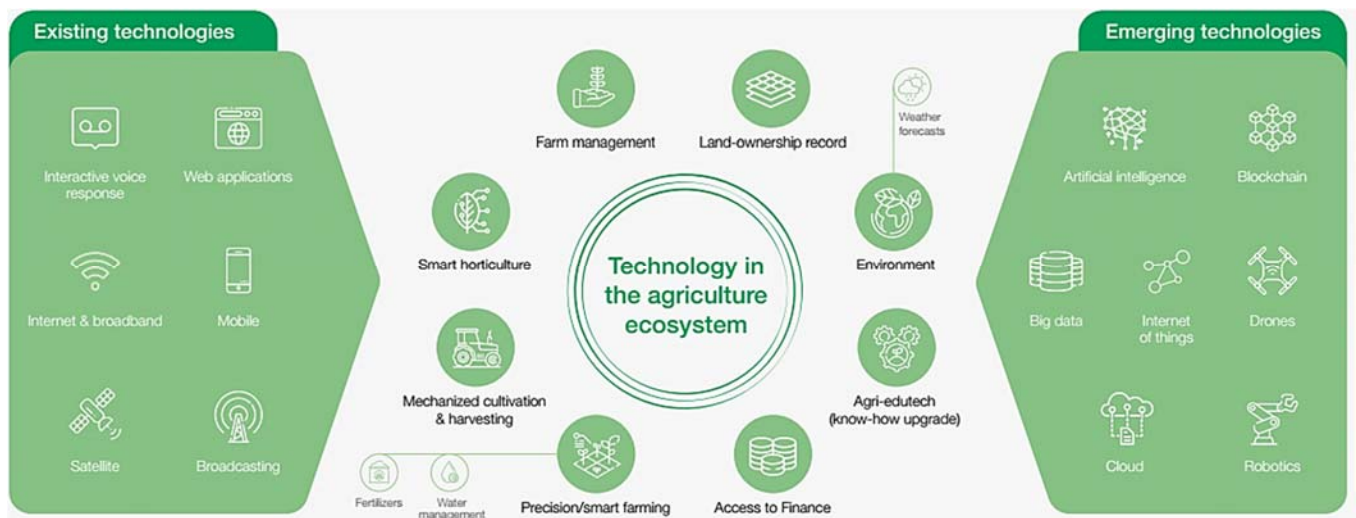 Existing technologies
Interactive voice
response
Web applications
Internet & broadband
Mobile
Satellite
Broadcasting
Farm management
Land-ownership record
Weather
forecasts
Smart horticulture
Environment
Technology in
the agriculture
ecosystem
Mechanized cultivation
& harvesting
Agri-edutech
(know-how upgrade)
Fertilizers
Water
management
Precision/smart farming
Access to Finance
Emerging technologies
Artificial intelligence
Blockchain
Big data
Internet
of things
Drones
Cloud
Robotics